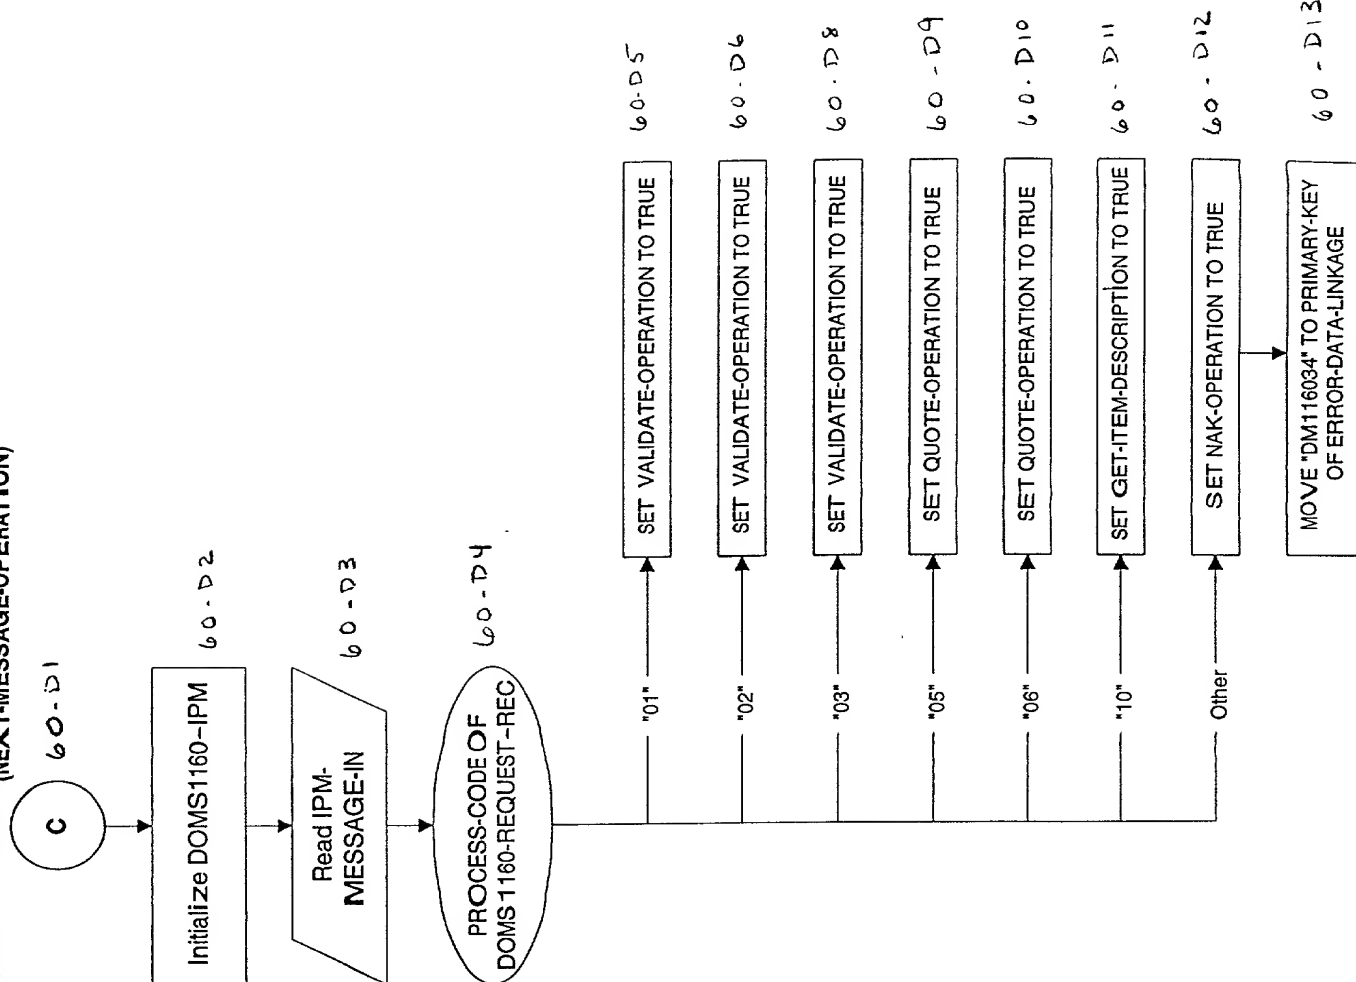 (NEXT-MESSAGE-OPERATION)
C
60-D1
Initialize DOMS1160-IPM
60-D2
Read IPM-
MESSAGE-IN
60-D3
PROCESS-CODE OF
DOMS1160-REQUEST-REC
60-D4
"01"
SET VALIDATE-OPERATION TO TRUE
60-D5
"02"
SET VALIDATE-OPERATION TO TRUE
60-D6
"03"
SET VALIDATE-OPERATION TO TRUE
60-D8
"05"
SET QUOTE-OPERATION TO TRUE
60-D9
"06"
SET QUOTE-OPERATION TO TRUE
60-D10
"10"
SET GET-ITEM-DESCRIPTION TO TRUE
60-D11
Other
SET NAK-OPERATION TO TRUE
60-D12
MOVE "DM116034" TO PRIMARY-KEY
OF ERROR-DATA-LINKAGE
60-D13